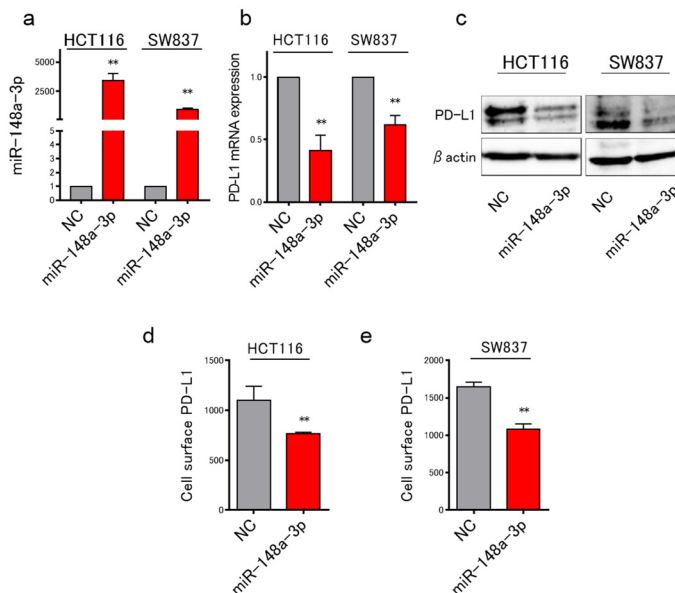 a
HCT116
SW837
miR-148a-3p
5000
2500
5
4
3
2
1
0
**
**
NC
miR-148a-3p
NC
miR-148a-3p
b
HCT116
SW837
PD-L1 mRNA expression
1.0
0.5
0.0
**
**
NC
miR-148a-3p
NC
miR-148a-3p
c
HCT116
SW837
PD-L1
β actin
NC
miR-148a-3p
NC
miR-148a-3p
d
HCT116
Cell surface PD-L1
1500
1000
500
0
**
NC
miR-148a-3p
e
SW837
Cell surface PD-L1
2000
1500
1000
500
0
**
NC
miR-148a-3p